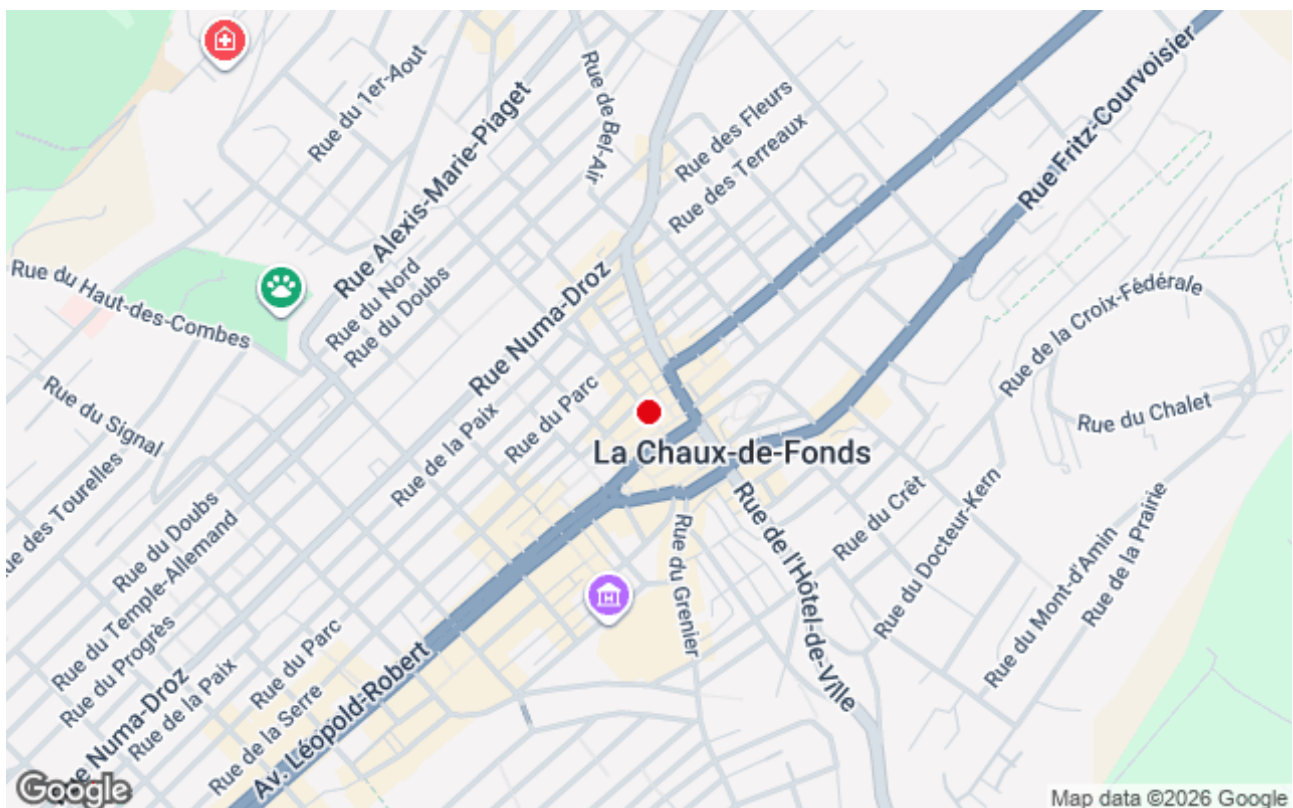 Rue du 1er-Aout
Rue Alexis-Marie-Piaget
Rue de Bel-Air
Rue des Fleurs
Rue des Terreaux
Rue Fritz-Courvoisier
Rue du Haut-des-Combes
Rue du Nord
Rue du Doubs
Rue Numa-Droz
Rue de la Croix-Fédérale
Rue du Chalet
Rue du Signal
Rue de la Paix
Rue du Parc
La Chaux-de-Fonds
Rue des Tourelles
Rue du Doubs
Rue du Temple-Allemand
Rue du Progrès
Rue Numa-Droz
Rue de la Paix
Rue du Parc
Rue de la Serre
Av. Léopold-Robert
Rue du Grenier
Rue de l'Hôtel-de-Ville
Rue du Crêt
Rue du Docteur-Kern
Rue du Mont-d'Amin
Rue de la Prairie
Google
Map data ©2026 Google